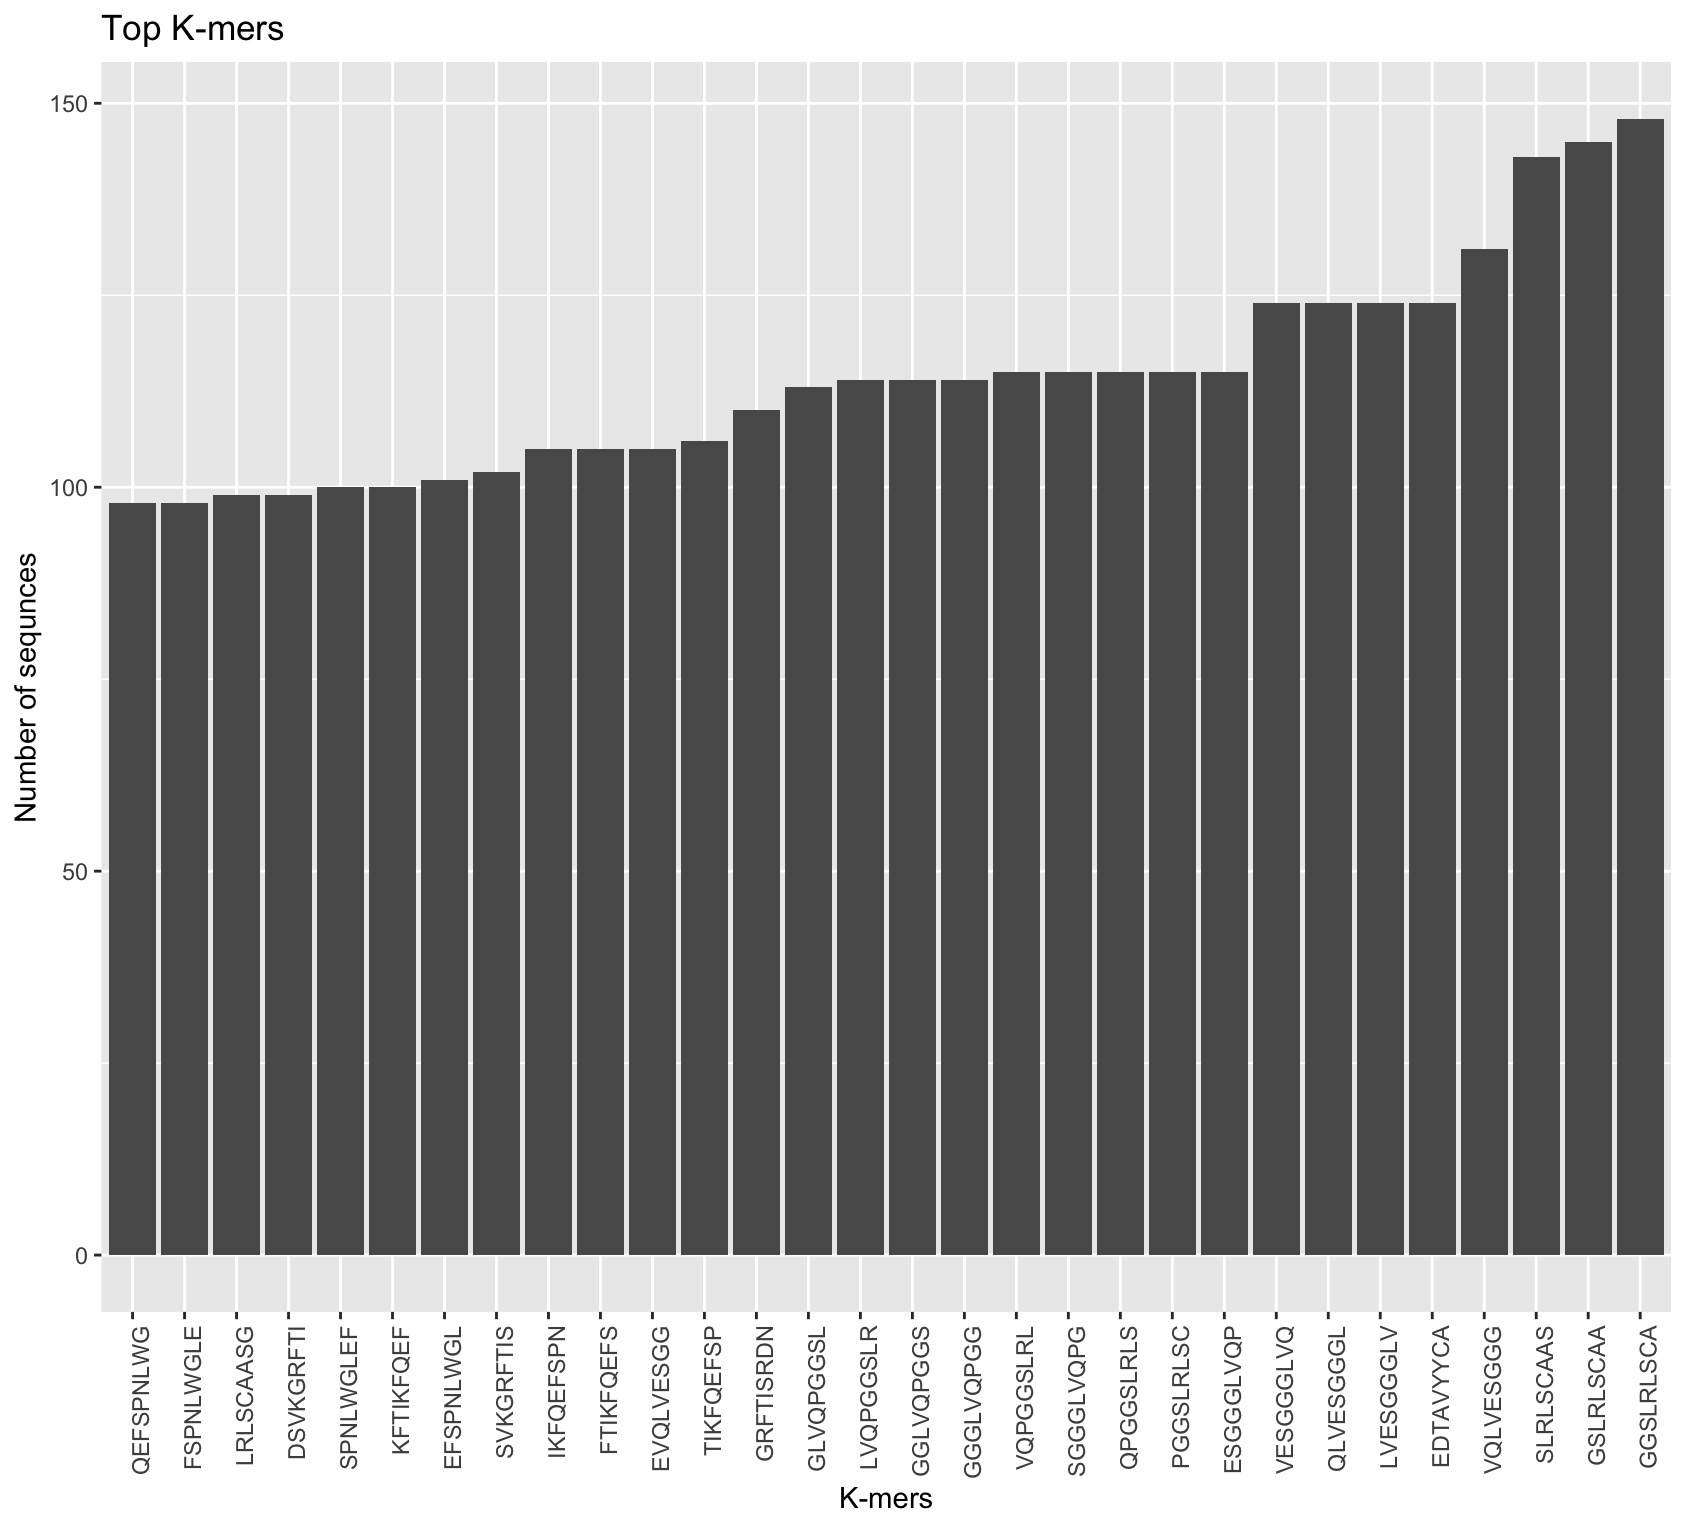 Top K-mers
150
100
50
0
Number of sequnces
QEFSPNLWG
FSPNLWGLE
LRLSCAASG
DSVKGRFTI
SPNLWGLEF
KFTIKFQEF
EFSPNLWGL
SVKGRFTIS
IKFQEFSPN
FTIKFQEFS
EVQLVESGG
TIKFQEFSP
GRFTISRDN
GLVQPGGSL
LVQPGGSLR
GGLVQPGGS
GGGLVQPGG
VQPGGSLRL
SGGGLVQPG
QPGGSLRLS
PGGSLRLSC
ESGGGLVQP
VESGGGLVQ
QLVESGGGL
LVESGGGLV
EDTAVYYCA
VQLVESGGG
SLRLSCAAS
GSLRLSCAA
GGSLRLSCA
K-mers